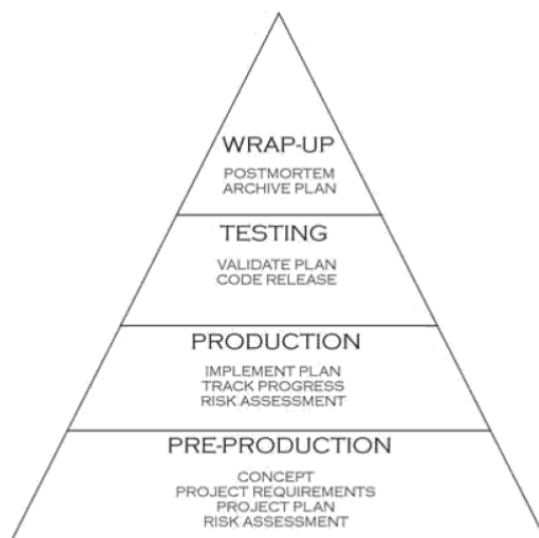 WRAP-UP
POSTMORTEM
ARCHIVE PLAN
TESTING
VALIDATE PLAN
CODE RELEASE
PRODUCTION
IMPLEMENT PLAN
TRACK PROGRESS
RISK ASSESSMENT
PRE-PRODUCTION
CONCEPT
PROJECT REQUIREMENTS
PROJECT PLAN
RISK ASSESSMENT